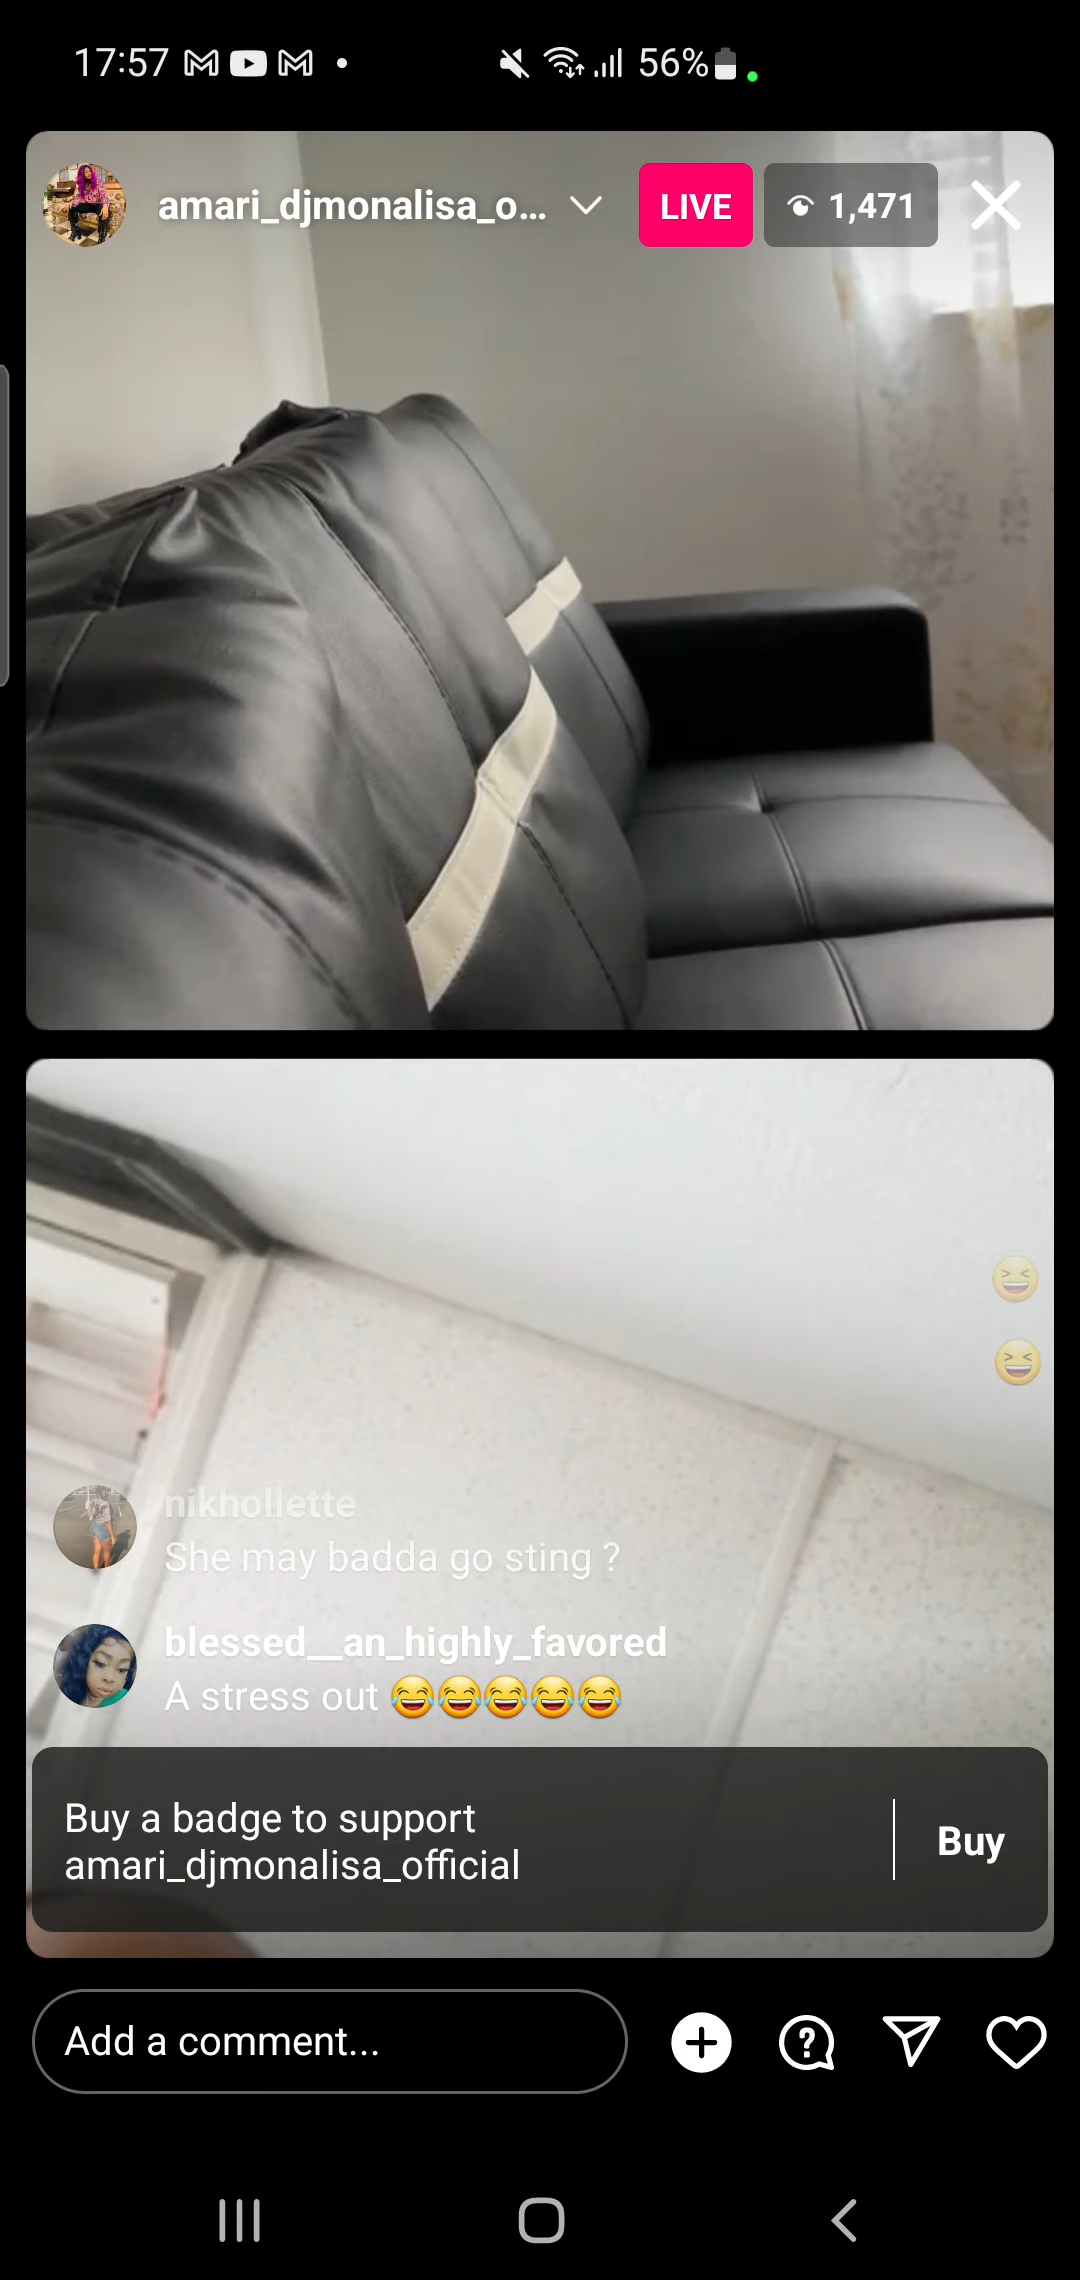 17:57
56%
amari_djmonalisa_o...
LIVE
1,471
nikhollette
She may badda go sting ?
blessed__an_highly_favored
A stress out 😂😂😂😂😂
Buy a badge to support
amari_djmonalisa_official
Buy
Add a comment...